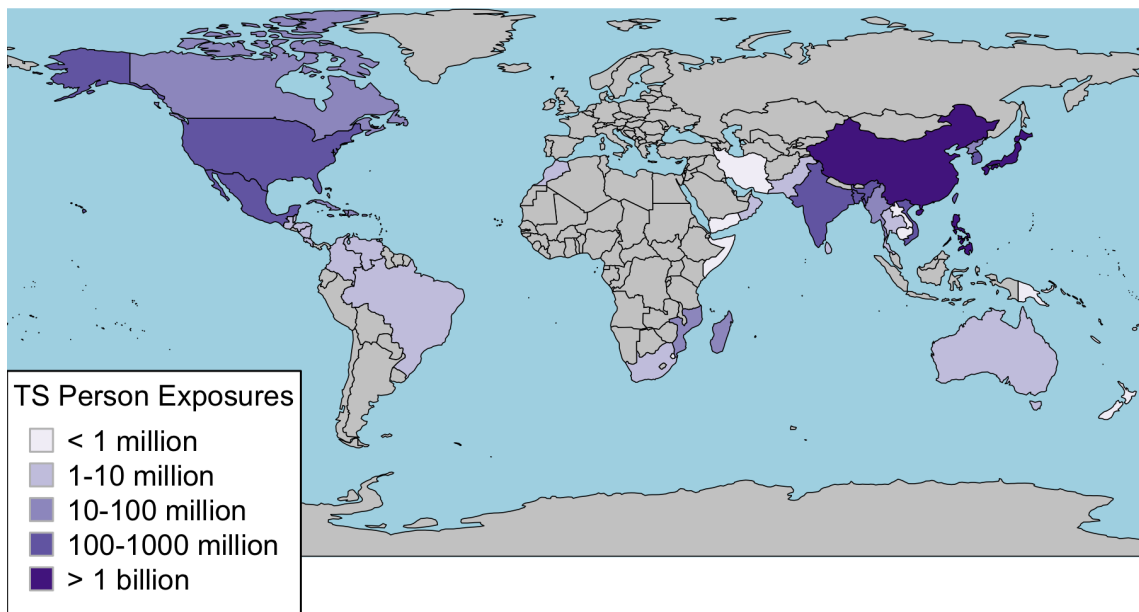 TS Person Exposures
< 1 million
1-10 million
10-100 million
100-1000 million
> 1 billion